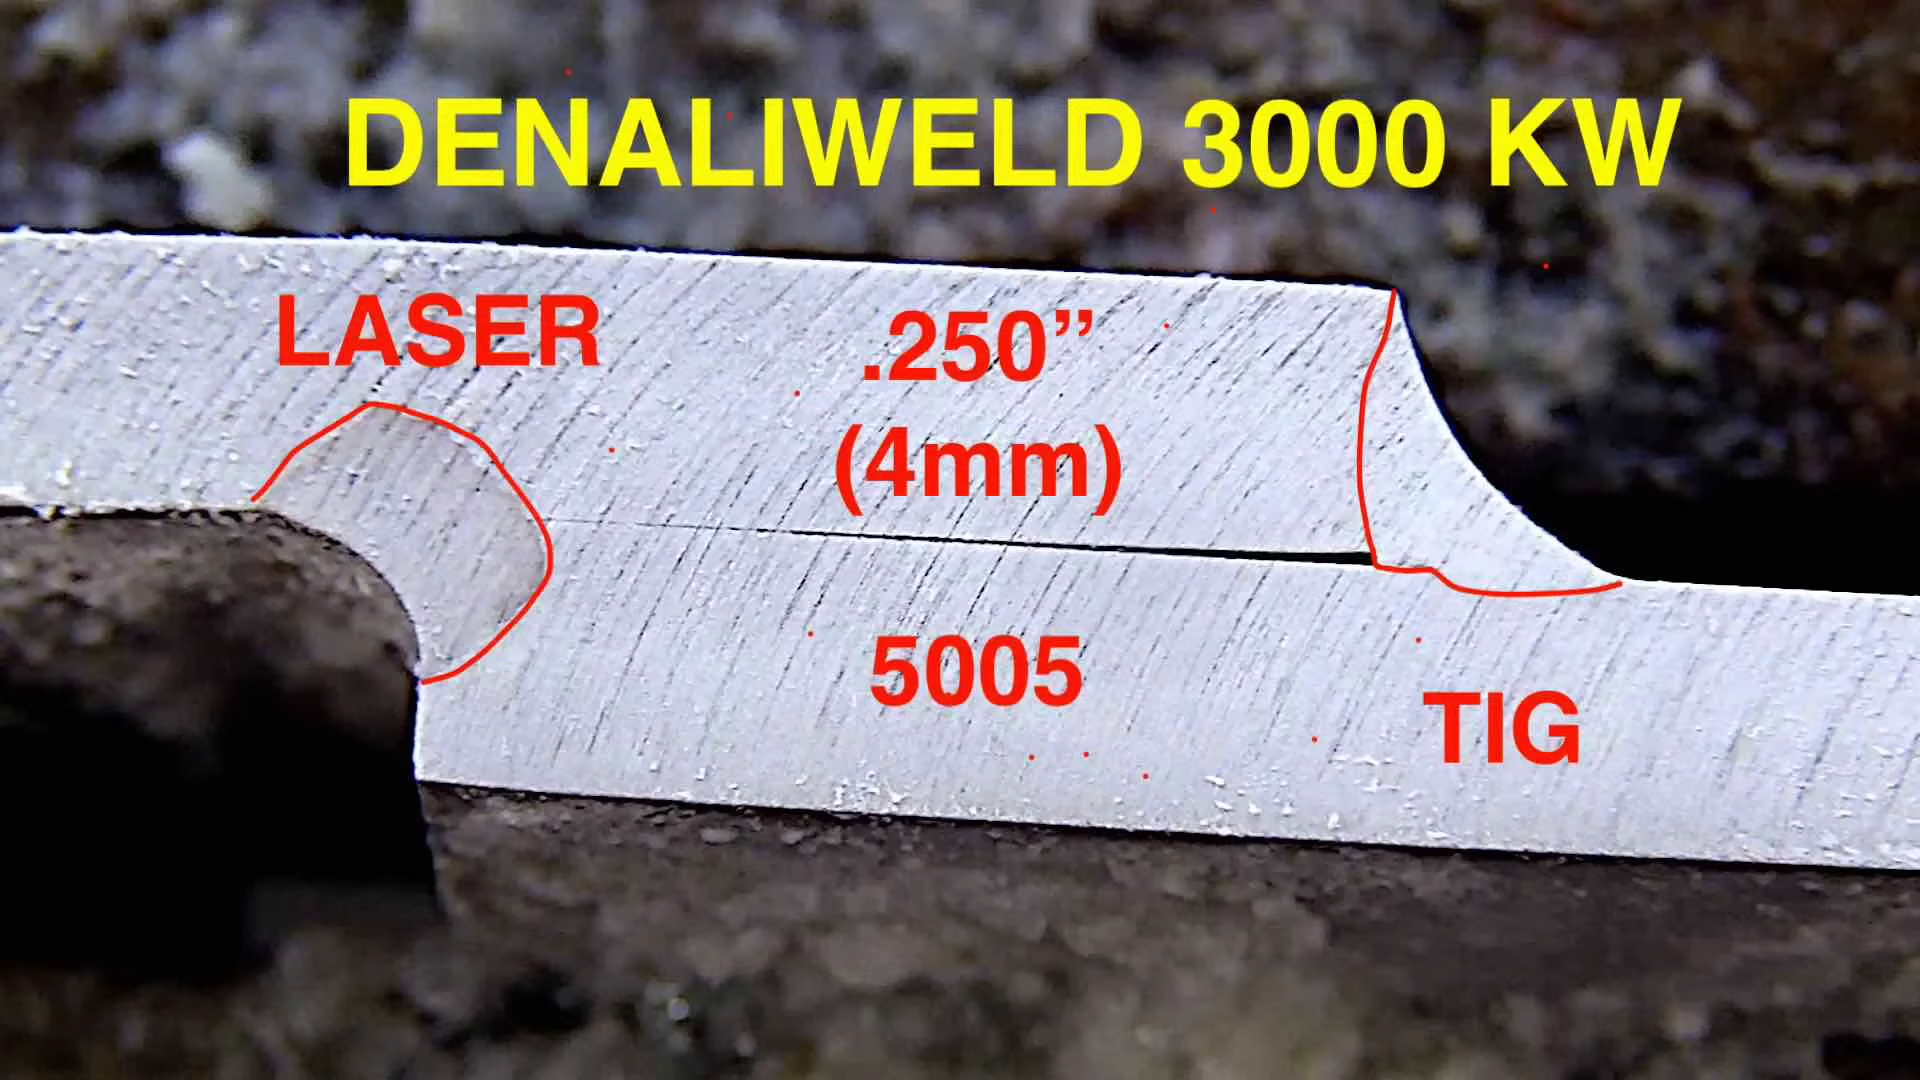 DENALIWELD 3000 KW
LASER
.250”
(4mm)
5005
TIG